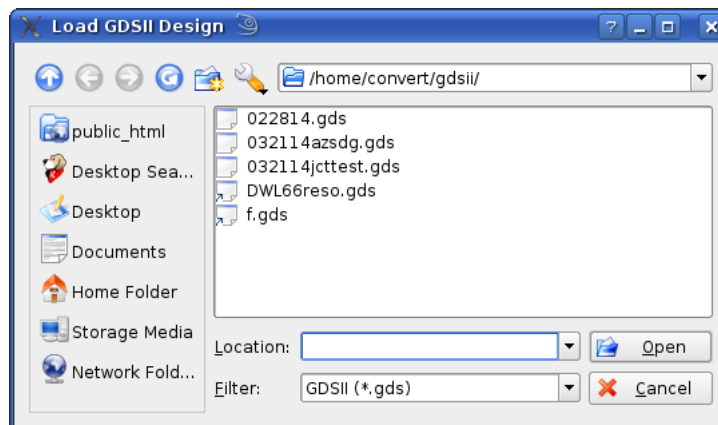 Load GDSII Design
/home/convert/gdsii/
public_html
Desktop Sea...
Desktop
Documents
Home Folder
Storage Media
Network Fold...
022814.gds
032114azsdg.gds
032114jcttest.gds
DWL66reso.gds
f.gds
Location:
Open
Filter:
GDSII (*.gds)
Cancel